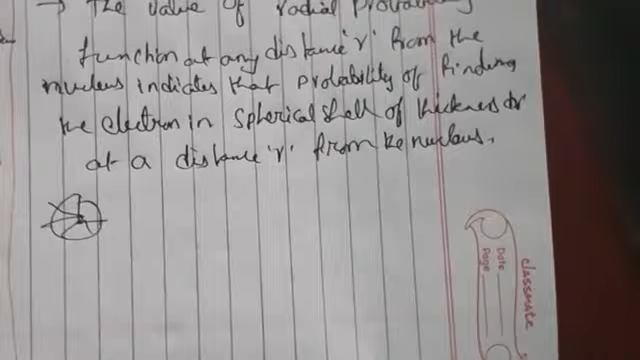 → The value of radial Probability
function at any distance 'r' from the
nucleus indicates that Probability of Finding
the electron in Spherical Shell of thickness dr
at a distance 'r' from the nucleus.
classmate
Date
Page